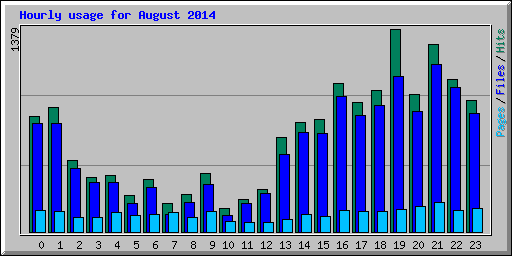 Hourly usage for August 2014
1379
Pages/Files/Hits
0 1 2 3 4 5 6 7 8 9 10 11 12 13 14 15 16 17 18 19 20 21 22 23